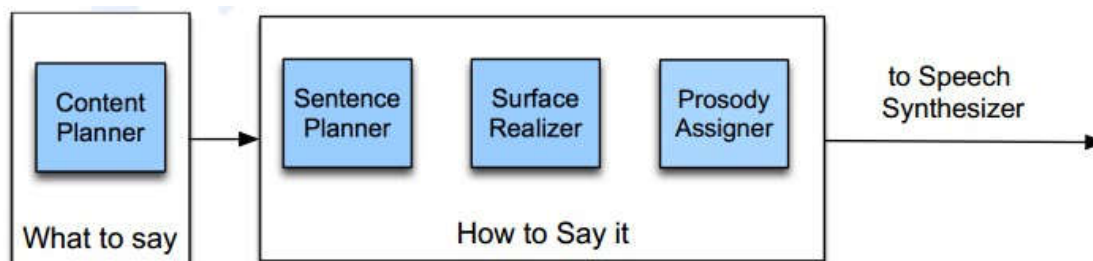 Content
Planner
What to say
Sentence
Planner
Surface
Realizer
Prosody
Assigner
How to Say it
to Speech
Synthesizer